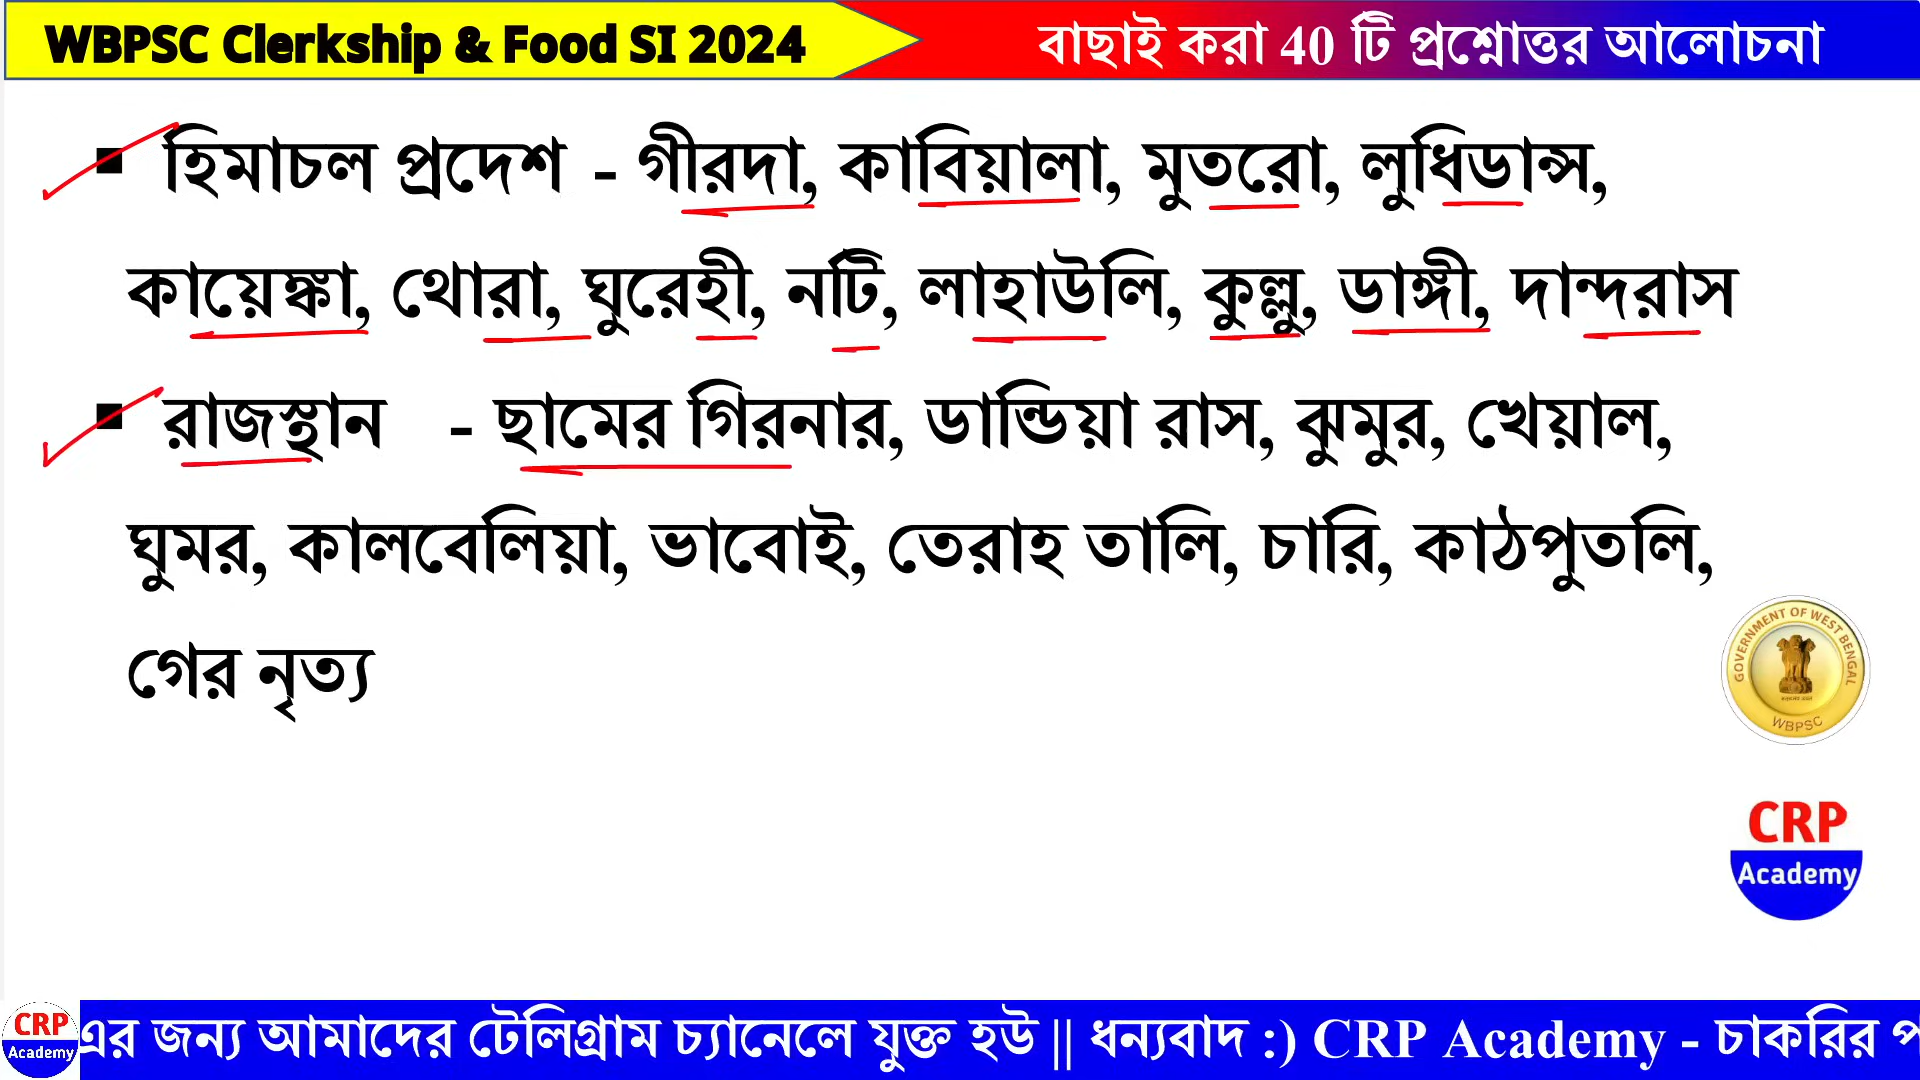 WBPSC Clerkship & Food SI 2024
বাছাই করা 40 টি প্রশ্নোত্তর আলোচনা
▪ হিমাচল প্রদেশ - গীরদা, কাবিয়ালা, মুতরো, লুধিডান্স,
কায়েঙ্কা, থোরা, ঘুরেহী, নটি, লাহাউলি, কুল্লু, ডাঙ্গী, দান্দরাস
▪ রাজস্থান - ছামের গিরনার, ডান্ডিয়া রাস, ঝুমুর, খেয়াল,
ঘুমর, কালবেলিয়া, ভাবোই, তেরাহ তালি, চারি, কাঠপুতলি,
গের নৃত্য
GOVERNMENT OF WEST BENGAL
WBPSC
CRP
Academy
CRP
Academy
এর জন্য আমাদের টেলিগ্রাম চ্যানেলে যুক্ত হউ || ধন্যবাদ :) CRP Academy - চাকরির প